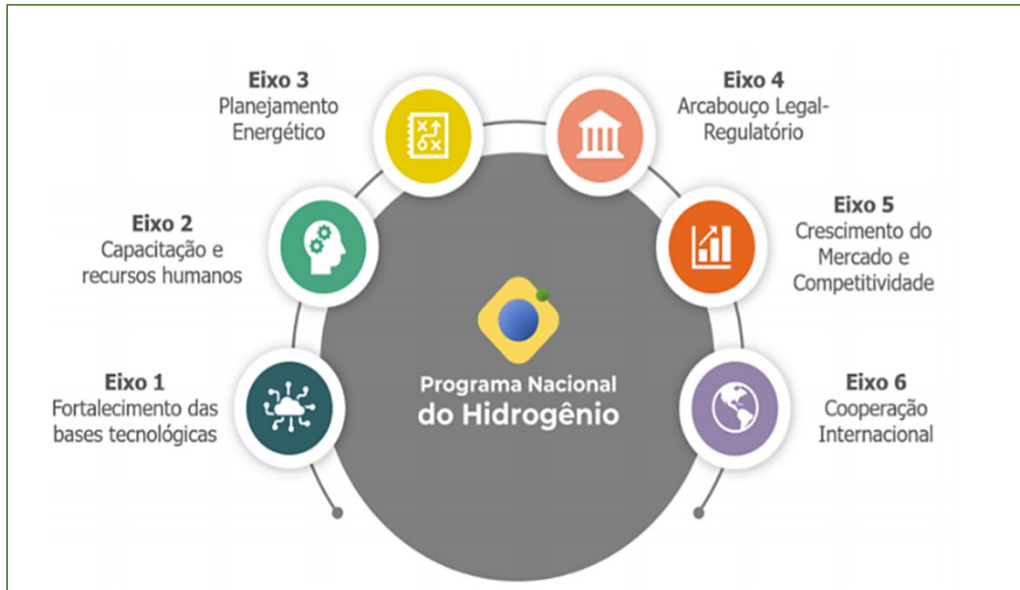 Eixo 1
Fortalecimento das
bases tecnológicas
Eixo 2
Capacitação e
recursos humanos
Eixo 3
Planejamento
Energético
Eixo 4
Arcabouço Legal-
Regulatório
Eixo 5
Crescimento do
Mercado e
Competitividade
Eixo 6
Cooperação
Internacional
Programa Nacional
do Hidrogênio